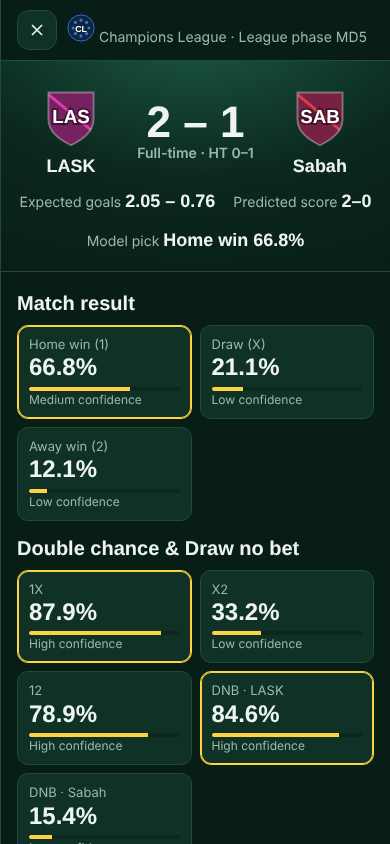 CL Champions League · League phase MD5
LAS 2 – 1 SAB
Full-time · HT 0–1
LASK Sabah
Expected goals 2.05 – 0.76 Predicted score 2–0
Model pick Home win 66.8%
Match result
Home win (1) Draw (X)
66.8% 21.1%
Medium confidence Low confidence
Away win (2)
12.1%
Low confidence
Double chance & Draw no bet
1X X2
87.9% 33.2%
High confidence Low confidence
12 DNB · LASK
78.9% 84.6%
High confidence High confidence
DNB · Sabah
15.4%